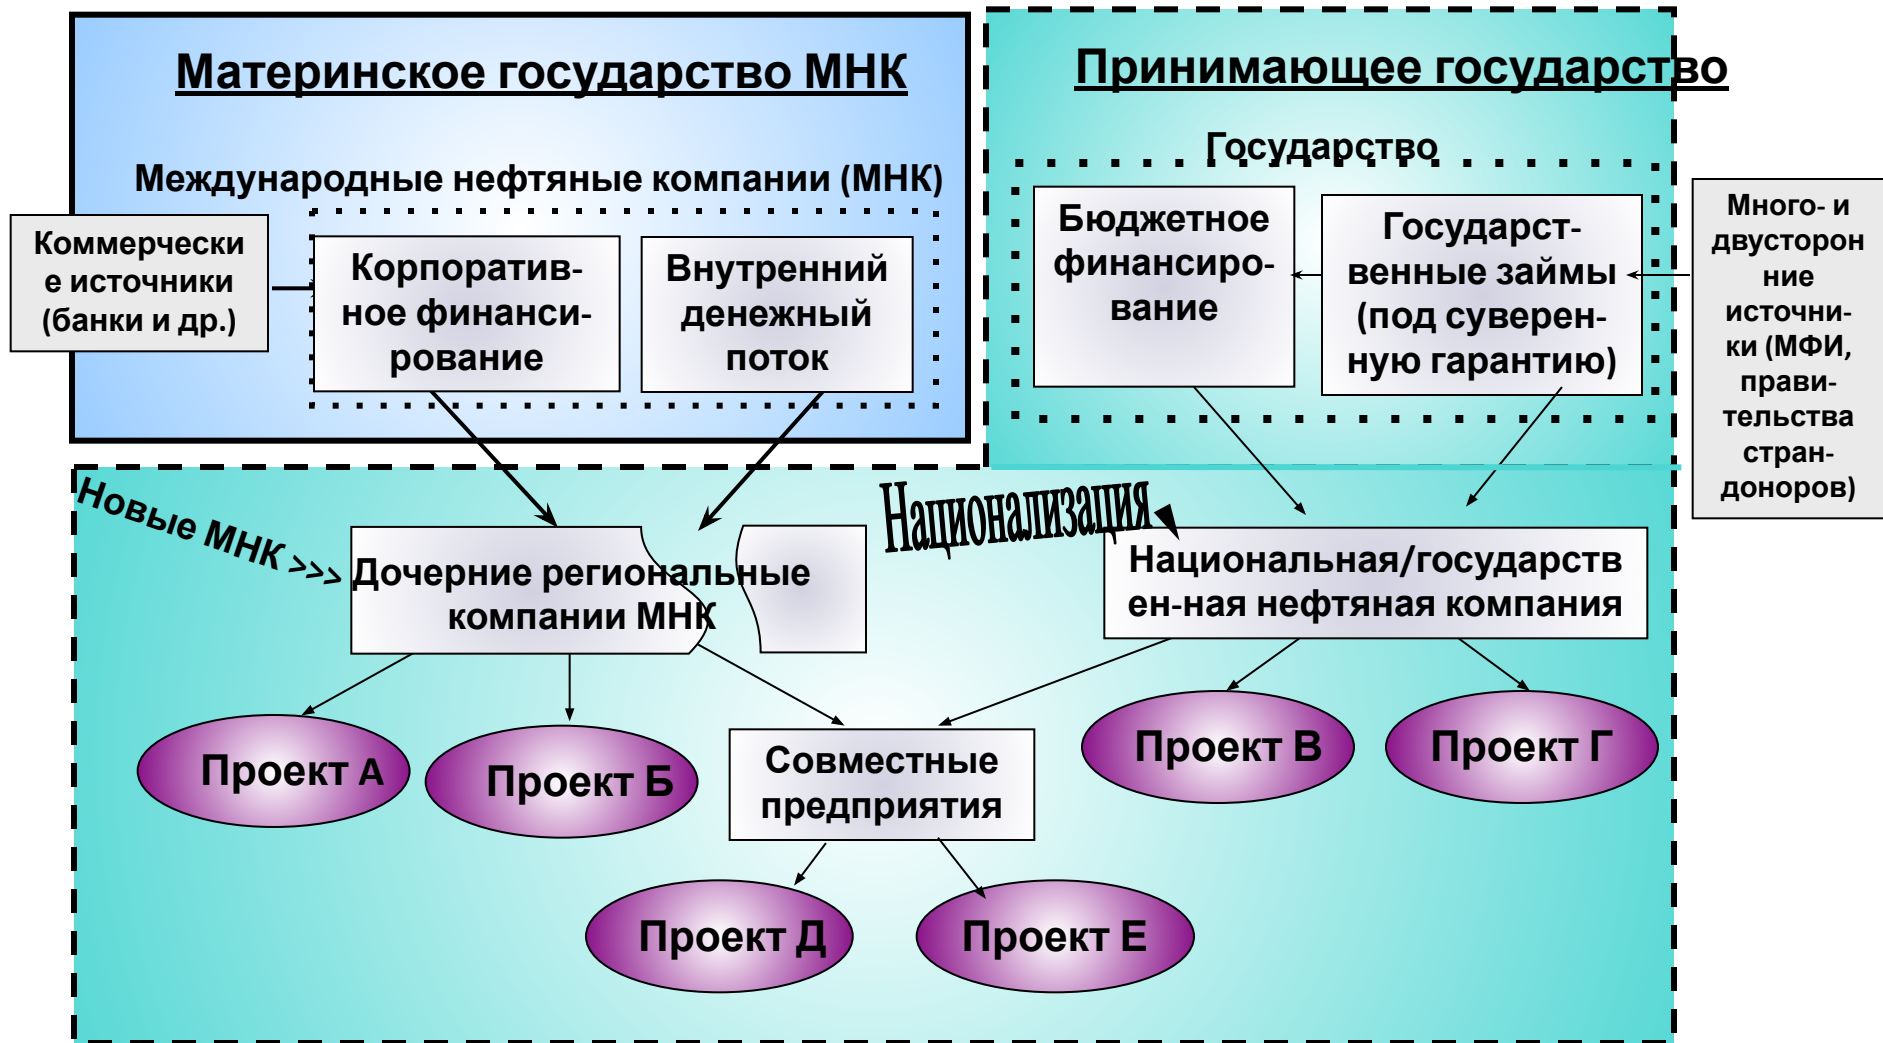 Материнское государство МНК
Международные нефтяные компании (МНК)
Коммерчески
е источники
(банки и др.)
Корпоратив-
ное финанси-
рование
Внутренний
денежный
поток
Принимающее государство
Государство
Бюджетное
финансиро-
вание
Государст-
венные займы
(под суверен-
ную гарантию)
Много- и
двусторон
ние
источни-
ки (МФИ,
прави-
тельства
стран-
доноров)
Новые МНК >>>
Национализация
Дочерние региональные
компании МНК
Национальная/государств
ен-ная нефтяная компания
Проект А
Проект Б
Совместные
предприятия
Проект В
Проект Г
Проект Д
Проект Е